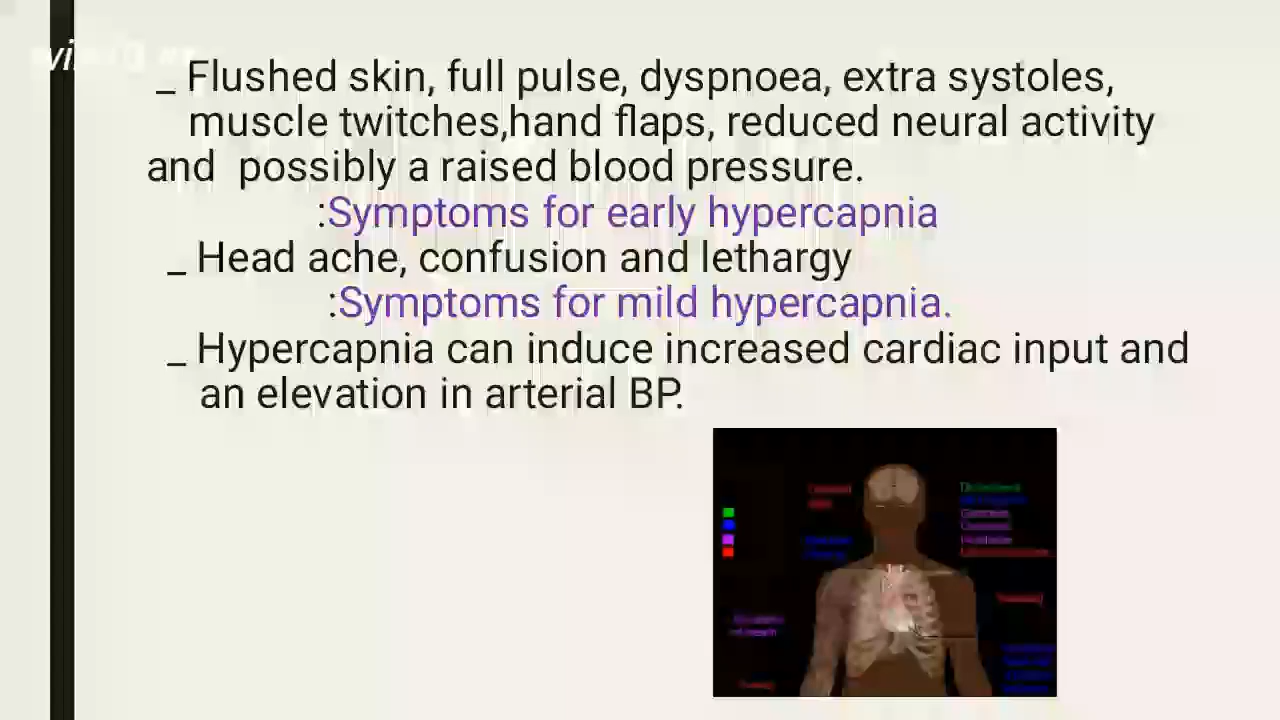 _ Flushed skin, full pulse, dyspnoea, extra systoles,
muscle twitches,hand flaps, reduced neural activity
and possibly a raised blood pressure.
:Symptoms for early hypercapnia
_ Head ache, confusion and lethargy
:Symptoms for mild hypercapnia.
_ Hypercapnia can induce increased cardiac input and
an elevation in arterial BP.